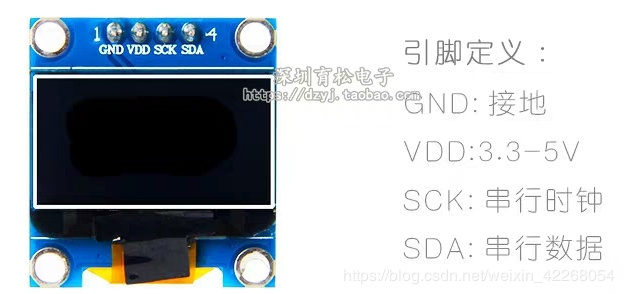 1 4
GND VDD SCK SDA
深圳育松电子
https://dzyj.taobao.com
引脚定义：
GND: 接地
VDD:3.3-5V
SCK: 串行时钟
SDA: 串行数据
https://blog.csdn.net/weixin_42268054